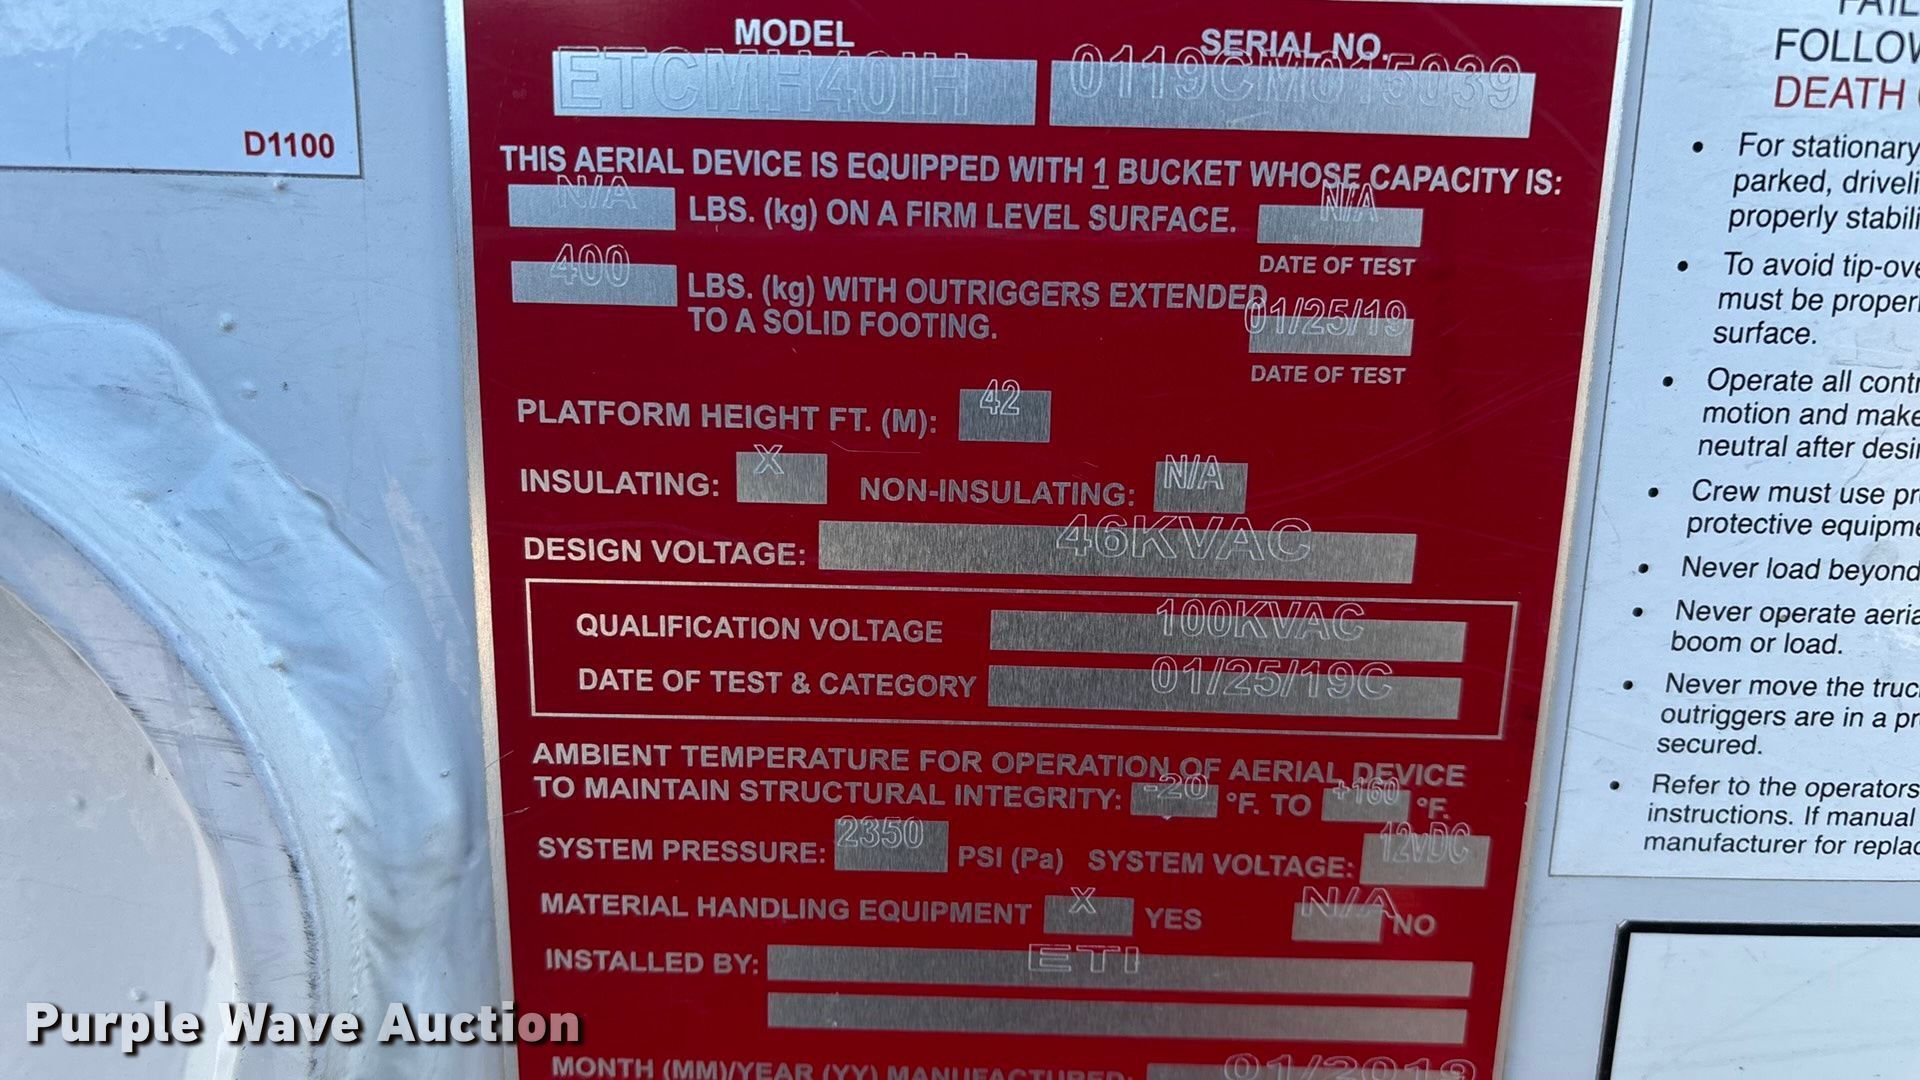 MODEL SERIAL NO.
ETCMH40IH 0119CM015039
THIS AERIAL DEVICE IS EQUIPPED WITH 1 BUCKET WHOSE CAPACITY IS:
N/A LBS. (kg) ON A FIRM LEVEL SURFACE. N/A
DATE OF TEST
400 LBS. (kg) WITH OUTRIGGERS EXTENDED
TO A SOLID FOOTING. 01/25/19
DATE OF TEST
PLATFORM HEIGHT FT. (M): 42
INSULATING: X NON-INSULATING: N/A
DESIGN VOLTAGE: 46KVAC
QUALIFICATION VOLTAGE 100KVAC
DATE OF TEST & CATEGORY 01/25/19C
AMBIENT TEMPERATURE FOR OPERATION OF AERIAL DEVICE
TO MAINTAIN STRUCTURAL INTEGRITY: -20 °F. TO +160 °F.
SYSTEM PRESSURE: 2350 PSI (Pa) SYSTEM VOLTAGE: 12vDC
MATERIAL HANDLING EQUIPMENT X YES N/A NO
INSTALLED BY: ETI
MONTH (MM)/YEAR (YY) MANUFACTURED: 01/2019
D1100
FOLLOW
DEATH
• For stationary
parked, driveli
properly stabili
• To avoid tip-ove
must be proper
surface.
• Operate all contr
motion and make
neutral after desir
• Crew must use pr
protective equipme
• Never load beyond
• Never operate aeria
boom or load.
• Never move the truc
outriggers are in a pr
secured.
• Refer to the operators
instructions. If manual
manufacturer for replac
Purple Wave Auction